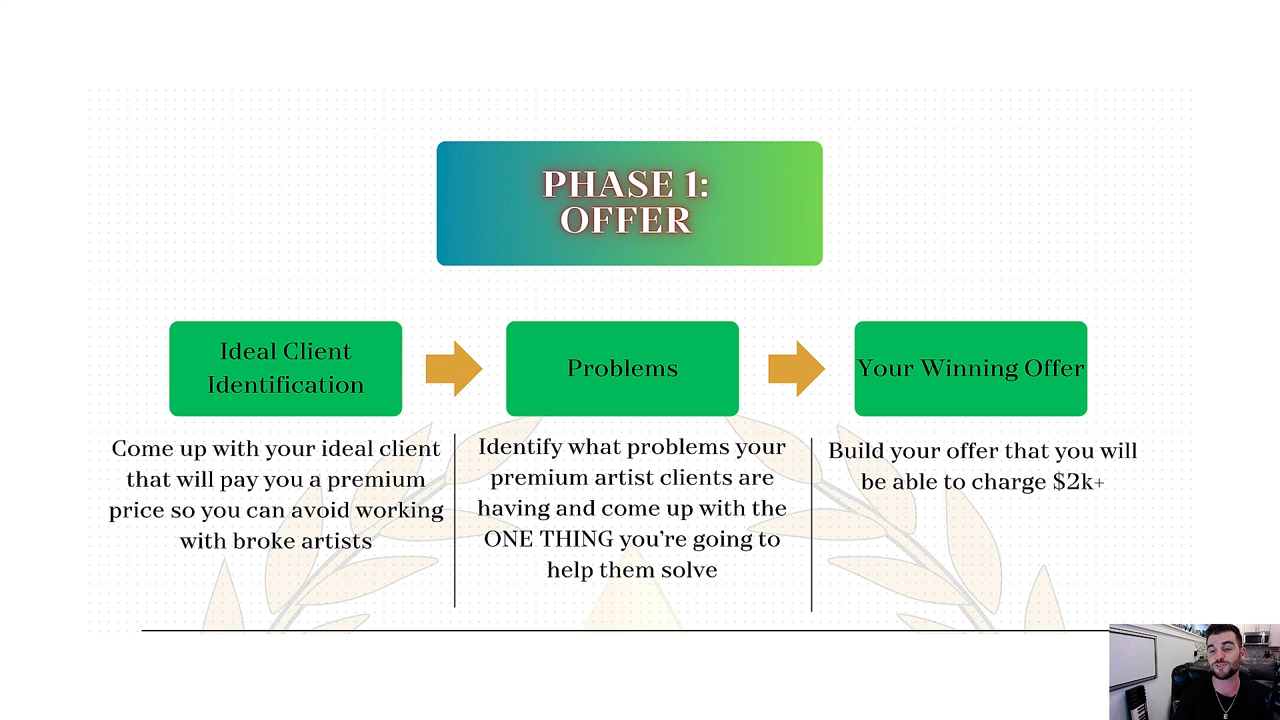 PHASE 1:
OFFER
Ideal Client
Identification
Problems
Your Winning Offer
Come up with your ideal client
that will pay you a premium
price so you can avoid working
with broke artists
Identify what problems your
premium artist clients are
having and come up with the
ONE THING you're going to
help them solve
Build your offer that you will
be able to charge $2k+